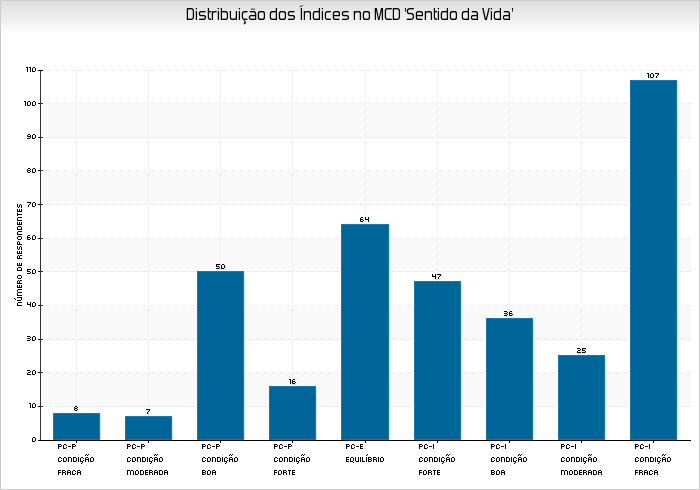 Distribuição dos Índices no MCD 'Sentido da Vida'
NÚMERO DE RESPONDENTES
110
100
90
80
70
60
50
40
30
20
10
0
8
7
50
16
64
47
36
25
107
PC-P CONDIÇÃO FRACA
PC-P CONDIÇÃO MODERADA
PC-P CONDIÇÃO BOA
PC-P CONDIÇÃO FORTE
PC-E EQUILÍBRIO
PC-I CONDIÇÃO FORTE
PC-I CONDIÇÃO BOA
PC-I CONDIÇÃO MODERADA
PC-I CONDIÇÃO FRACA